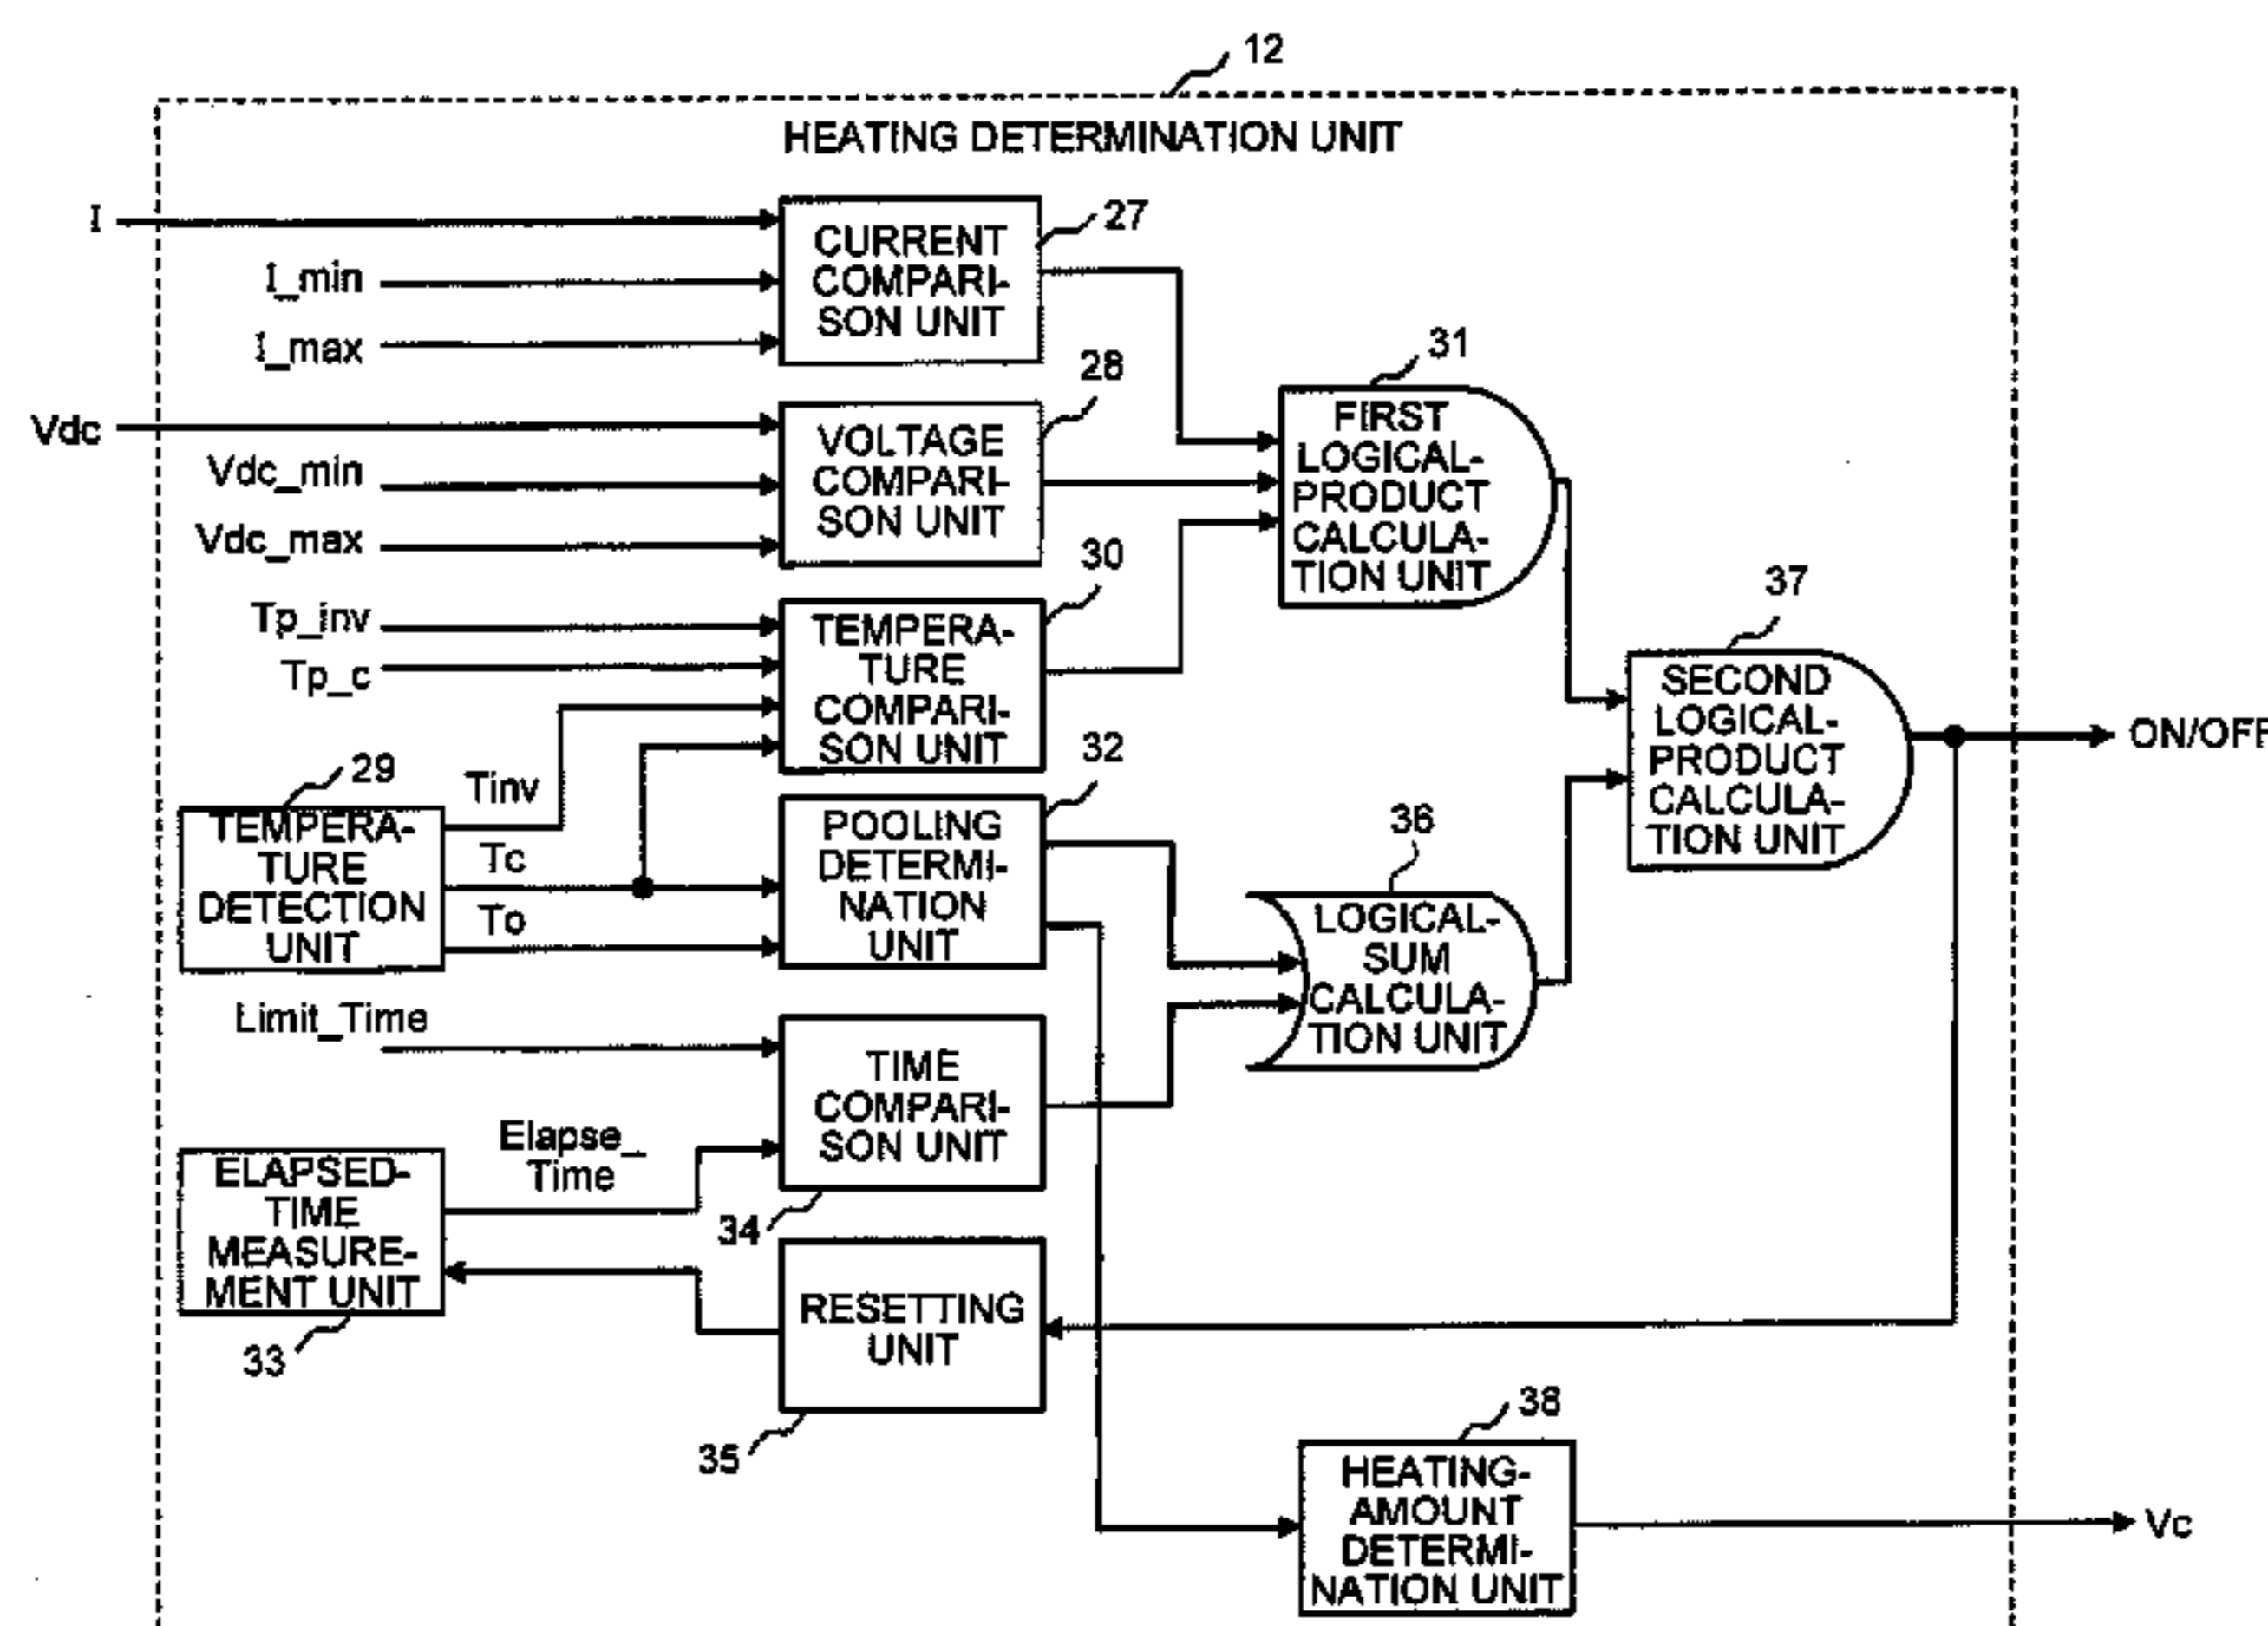 12
HEATING DETERMINATION UNIT
I
I_min
I_max
CURRENT
COMPARI-
SON UNIT
27
Vdc
Vdc_min
Vdc_max
VOLTAGE
COMPARI-
SON UNIT
28
Tp_inv
Tp_c
TEMPERA-
TURE
COMPARI-
SON UNIT
30
FIRST
LOGICAL-
PRODUCT
CALCULA-
TION UNIT
31
SECOND
LOGICAL-
PRODUCT
CALCULA-
TION UNIT
37
ON/OFF
TEMPERA-
TURE
DETECTION
UNIT
29
Tinv
Tc
To
POOLING
DETERMI-
NATION
UNIT
32
LOGICAL-
SUM
CALCULA-
TION UNIT
36
Limit_Time
TIME
COMPARI-
SON UNIT
34
ELAPSED-
TIME
MEASURE-
MENT UNIT
33
Elapse_
Time
RESETTING
UNIT
35
HEATING-
AMOUNT
DETERMI-
NATION UNIT
38
Vc